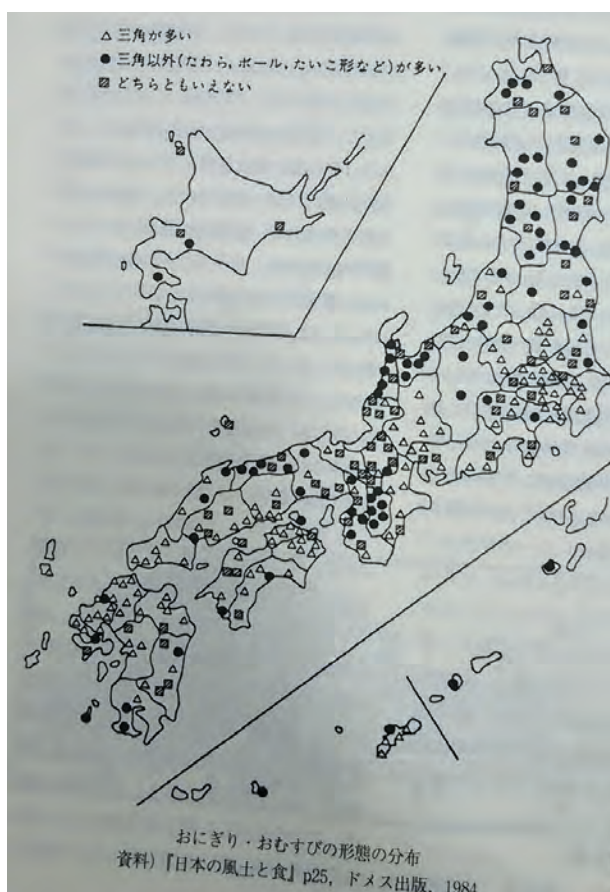 △ 三角が多い
● 三角以外(たわら,ボール,たいこ形など)が多い
▨ どちらともいえない
おにぎり・おむすびの形態の分布
資料)『日本の風土と食』p25,ドメス出版,1984